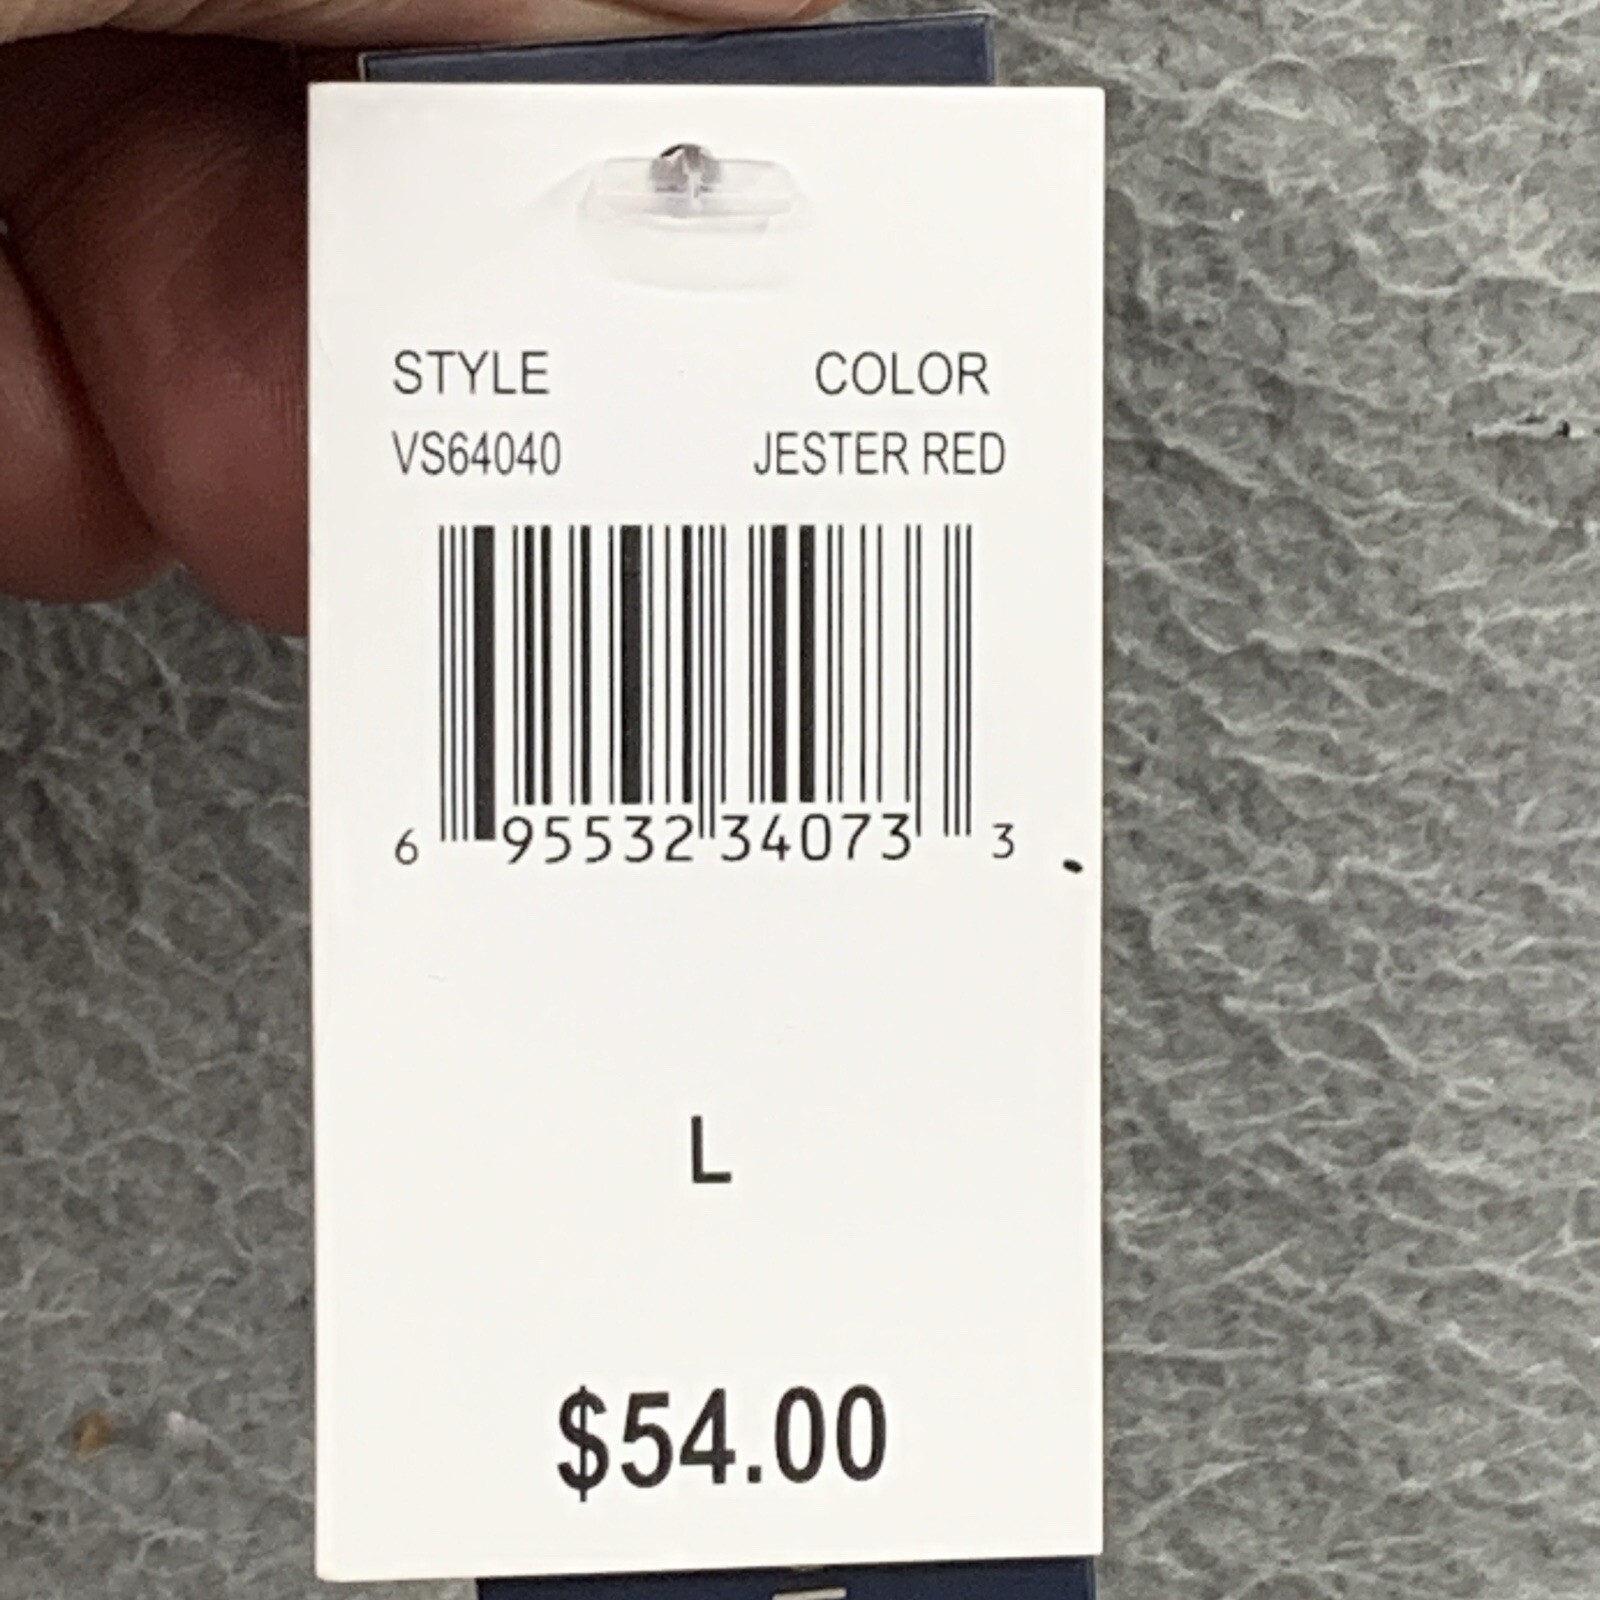 STYLE COLOR
VS64040 JESTER RED
6 95532 34073 3
L
$54.00